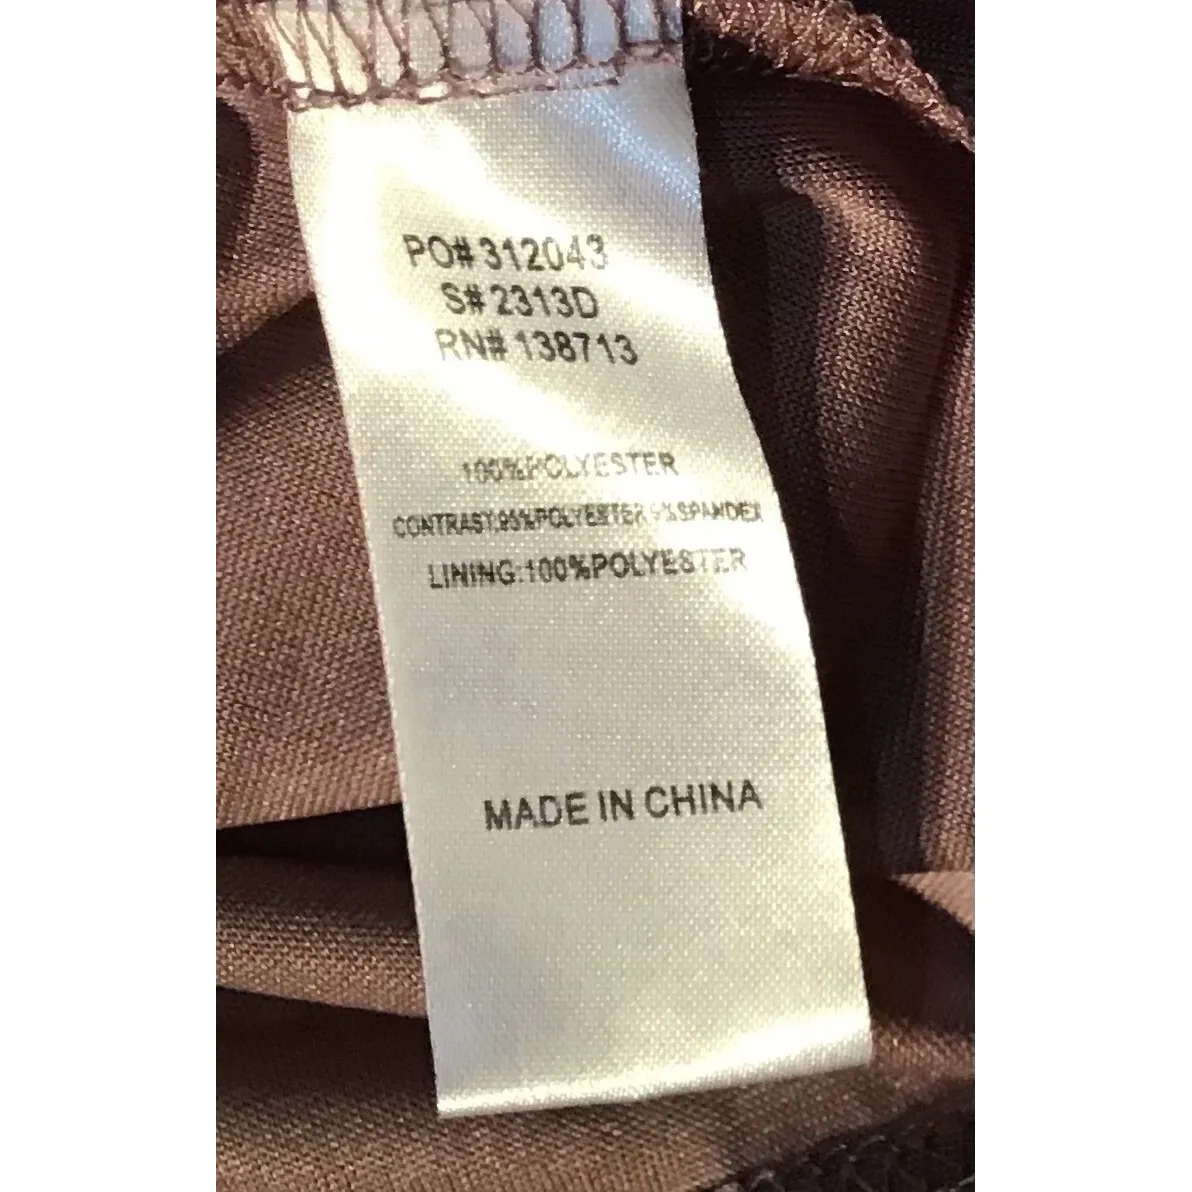 PO# 312043
S# 2313D
RN# 138713
100%POLYESTER
CONTRAST:95%POLYESTER 5%SPANDEX
LINING:100%POLYESTER
MADE IN CHINA